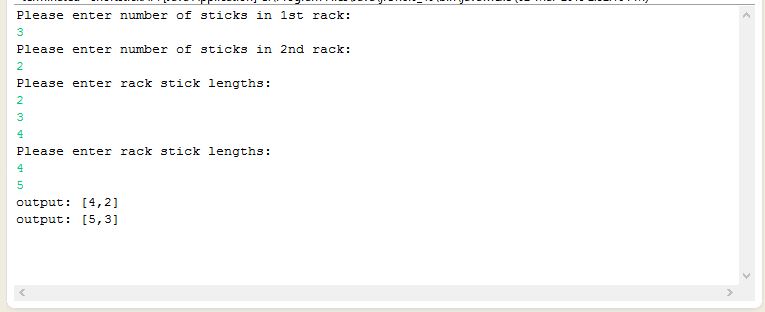 Please enter number of sticks in 1st rack:
3
Please enter number of sticks in 2nd rack:
2
Please enter rack stick lengths:
2
3
4
Please enter rack stick lengths:
4
5
output: [4,2]
output: [5,3]